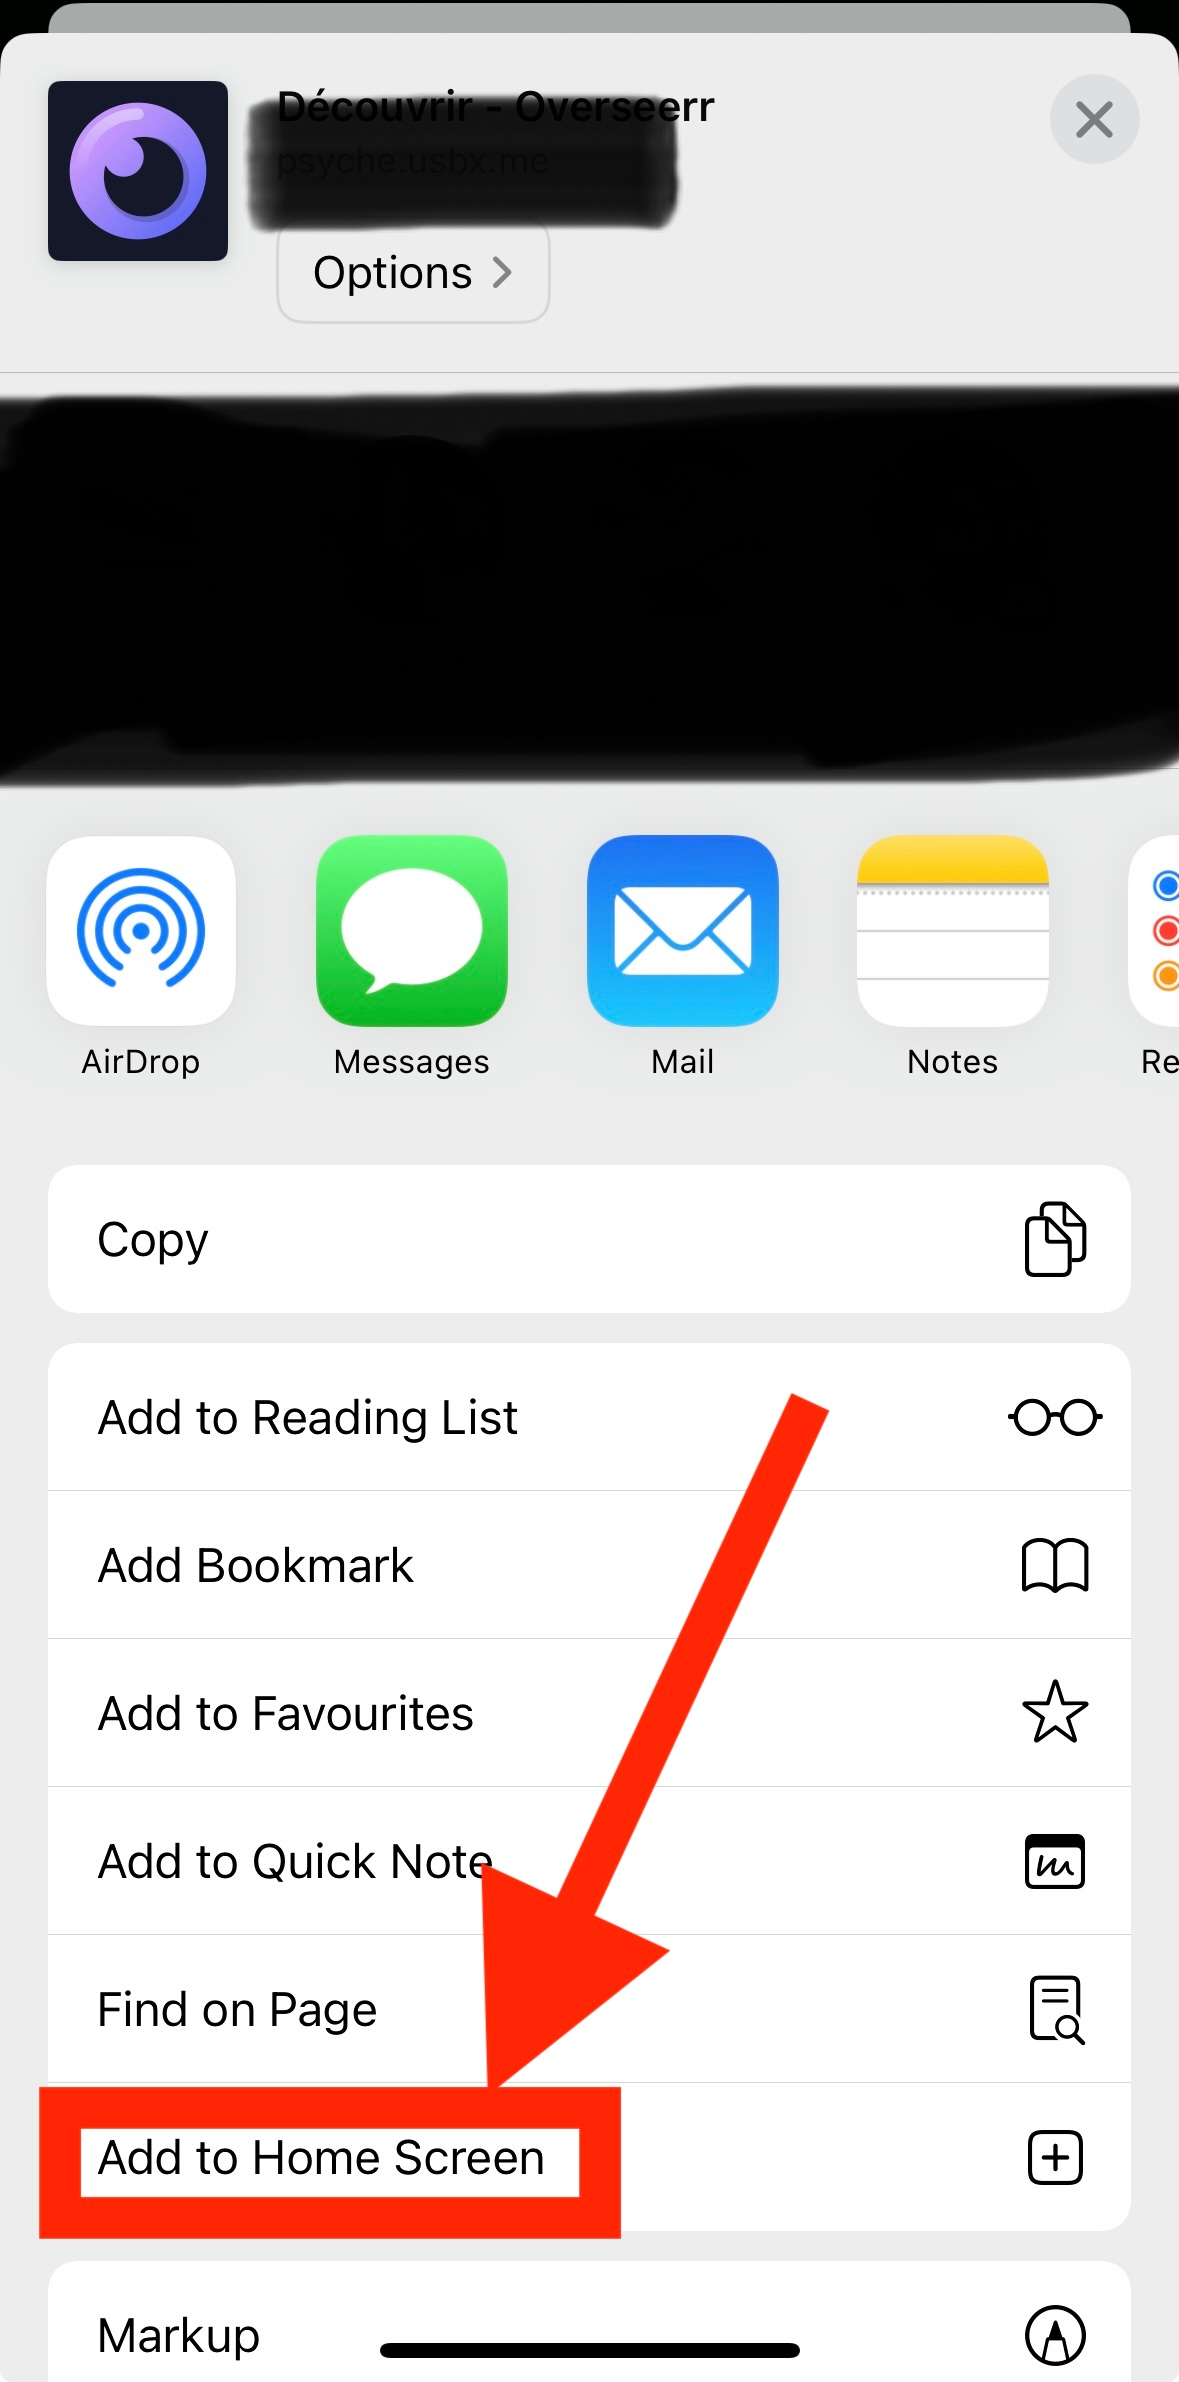 Découvrir - Overseerr
psyche.usbx.me
Options
AirDrop
Messages
Mail
Notes
Re
Copy
Add to Reading List
Add Bookmark
Add to Favourites
Add to Quick Note
Find on Page
Add to Home Screen
Markup